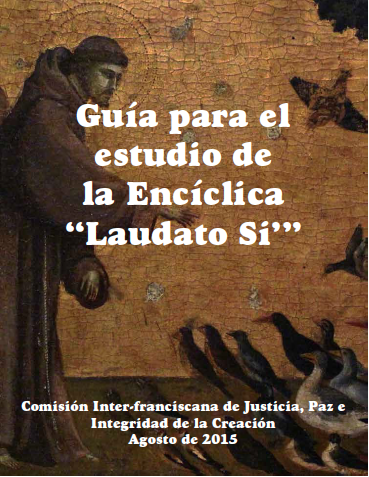 Guía para el
estudio de
la Encíclica
“Laudato Si’”
Comisión Inter-franciscana de Justicia, Paz e
Integridad de la Creación
Agosto de 2015